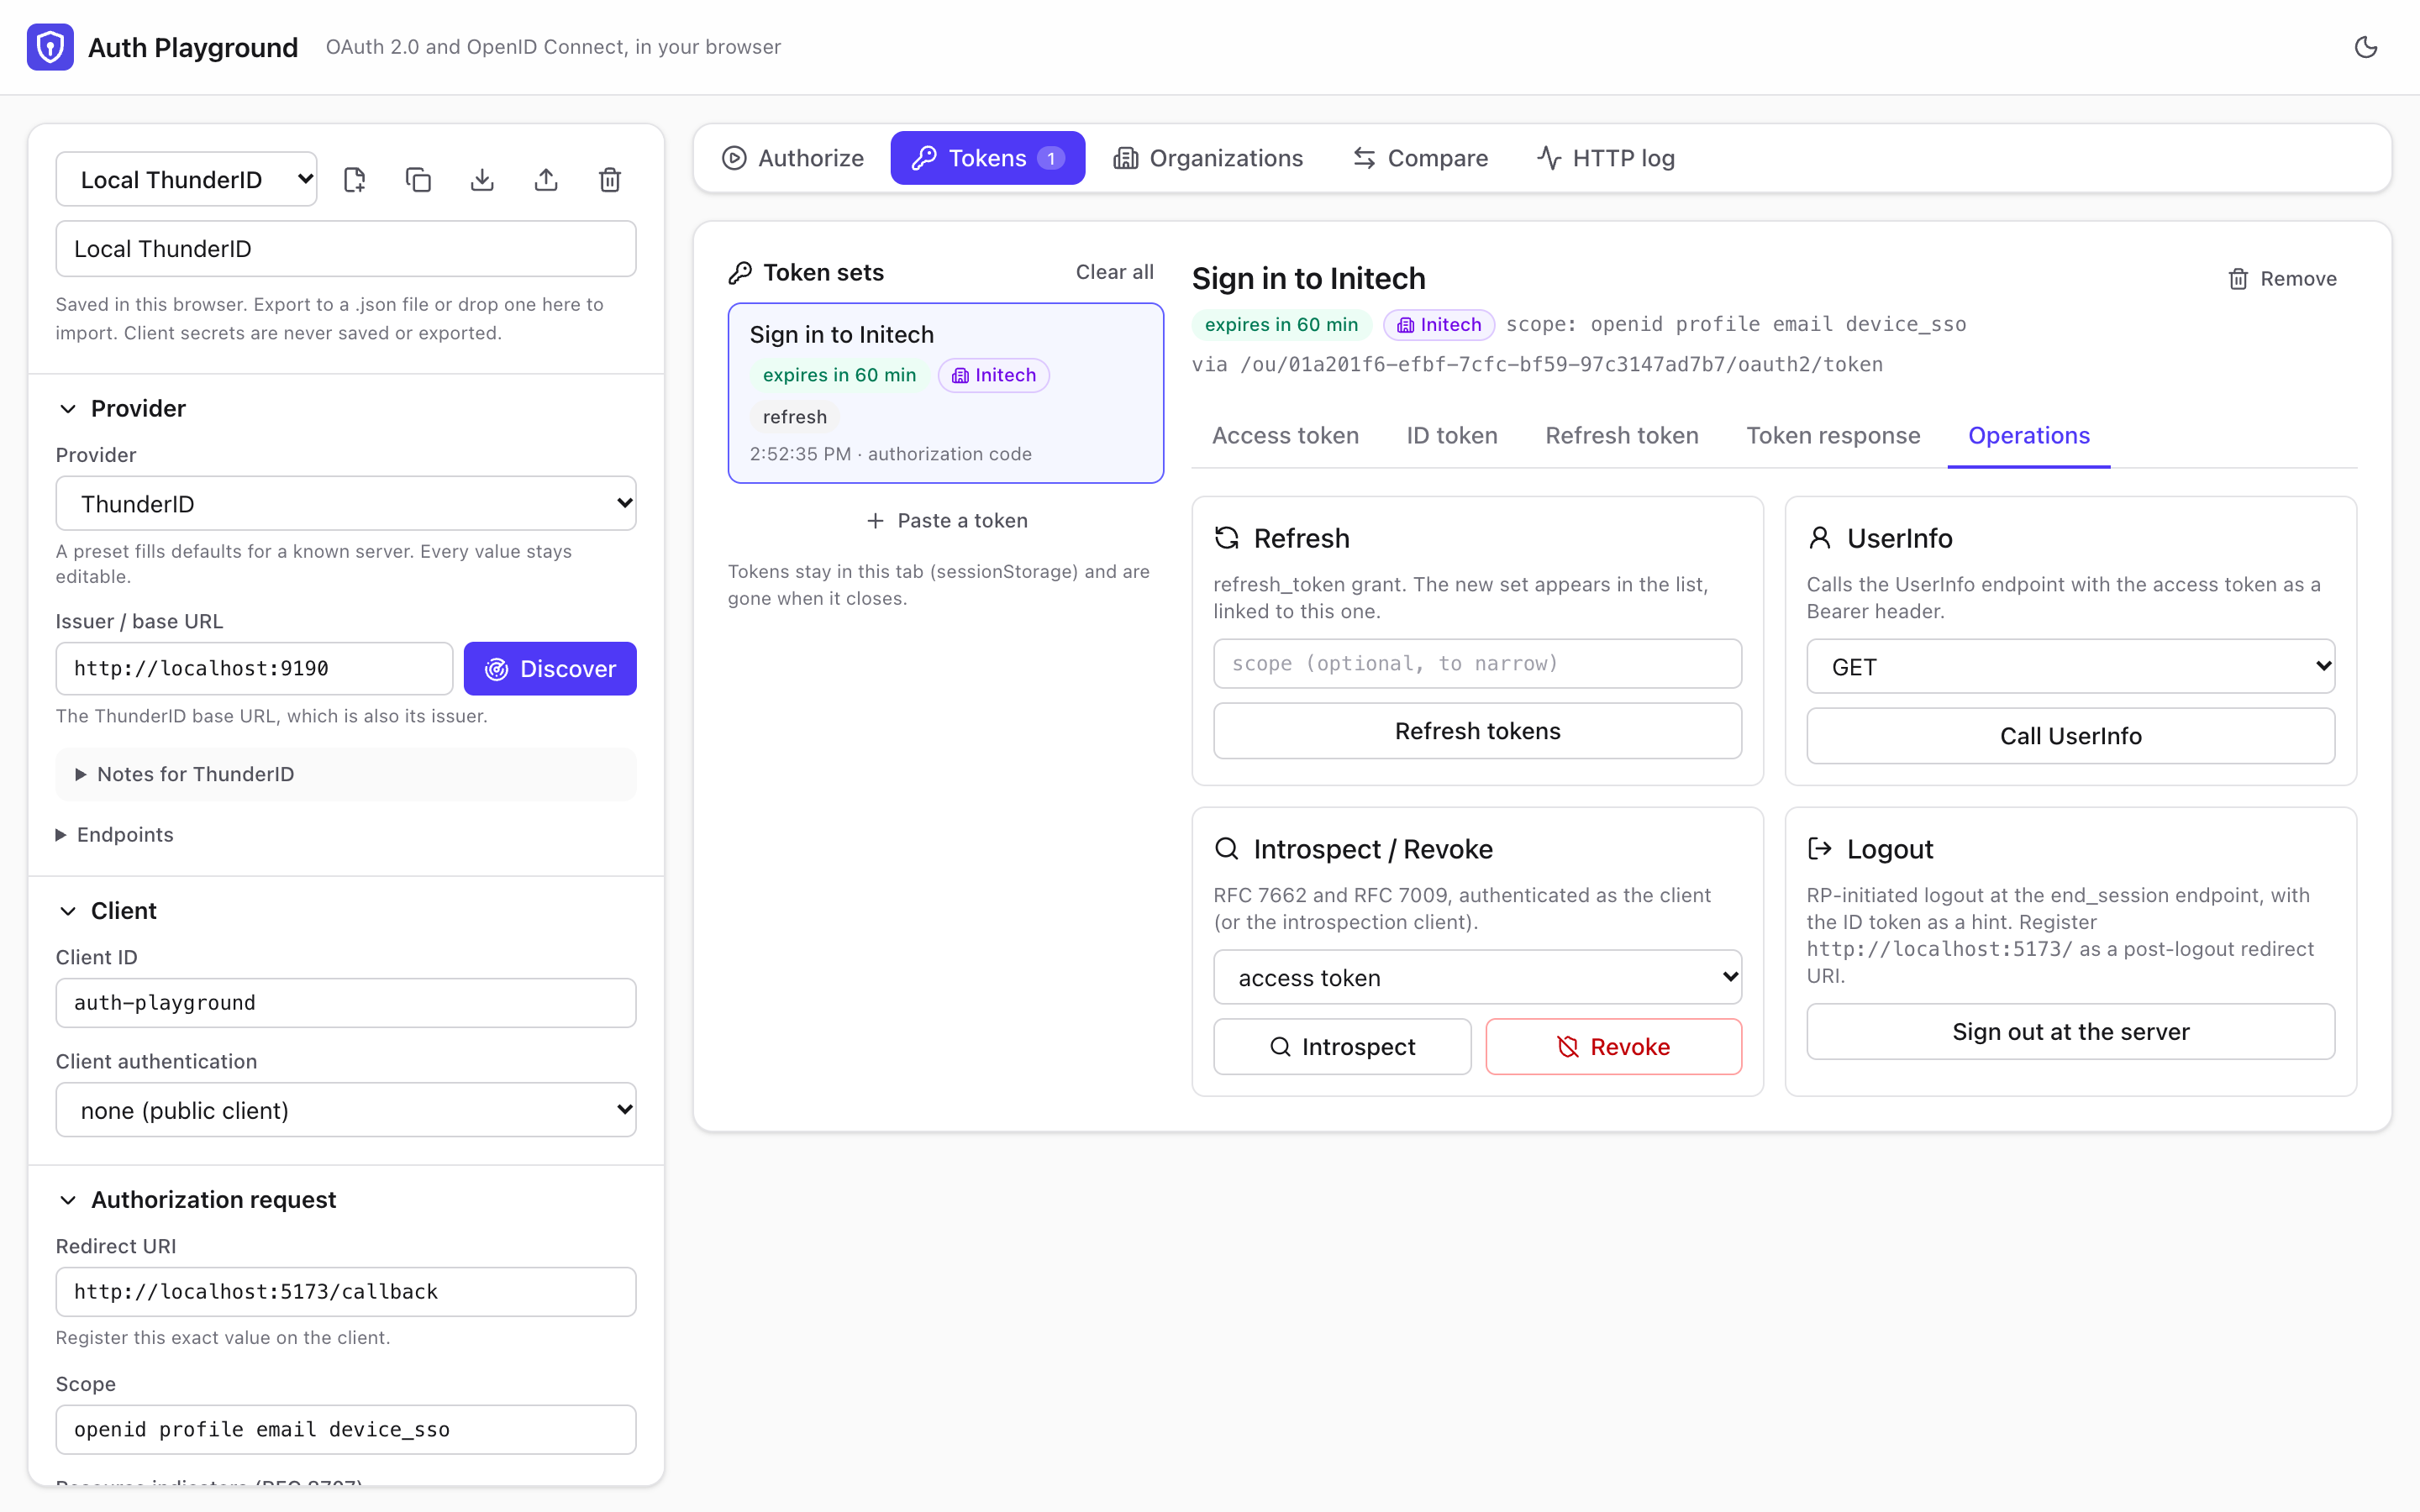 Auth Playground
OAuth 2.0 and OpenID Connect, in your browser
Local ThunderID
Local ThunderID
Saved in this browser. Export to a .json file or drop one here to
import. Client secrets are never saved or exported.
Provider
Provider
ThunderID
A preset fills defaults for a known server. Every value stays
editable.
Issuer / base URL
http://localhost:9190
Discover
The ThunderID base URL, which is also its issuer.
Notes for ThunderID
Endpoints
Client
Client ID
auth-playground
Client authentication
none (public client)
Authorization request
Redirect URI
http://localhost:5173/callback
Register this exact value on the client.
Scope
openid profile email device_sso
Authorize
Tokens 1
Organizations
Compare
HTTP log
Token sets
Clear all
Sign in to Initech
expires in 60 min
Initech
refresh
2:52:35 PM · authorization code
Paste a token
Tokens stay in this tab (sessionStorage) and are
gone when it closes.
Sign in to Initech
Remove
expires in 60 min
Initech
scope: openid profile email device_sso
via /ou/01a201f6-efbf-7cfc-bf59-97c3147ad7b7/oauth2/token
Access token
ID token
Refresh token
Token response
Operations
Refresh
refresh_token grant. The new set appears in the list,
linked to this one.
scope (optional, to narrow)
Refresh tokens
UserInfo
Calls the UserInfo endpoint with the access token as a
Bearer header.
GET
Call UserInfo
Introspect / Revoke
RFC 7662 and RFC 7009, authenticated as the client
(or the introspection client).
access token
Introspect
Revoke
Logout
RP-initiated logout at the end_session endpoint, with
the ID token as a hint. Register
http://localhost:5173/ as a post-logout redirect
URI.
Sign out at the server